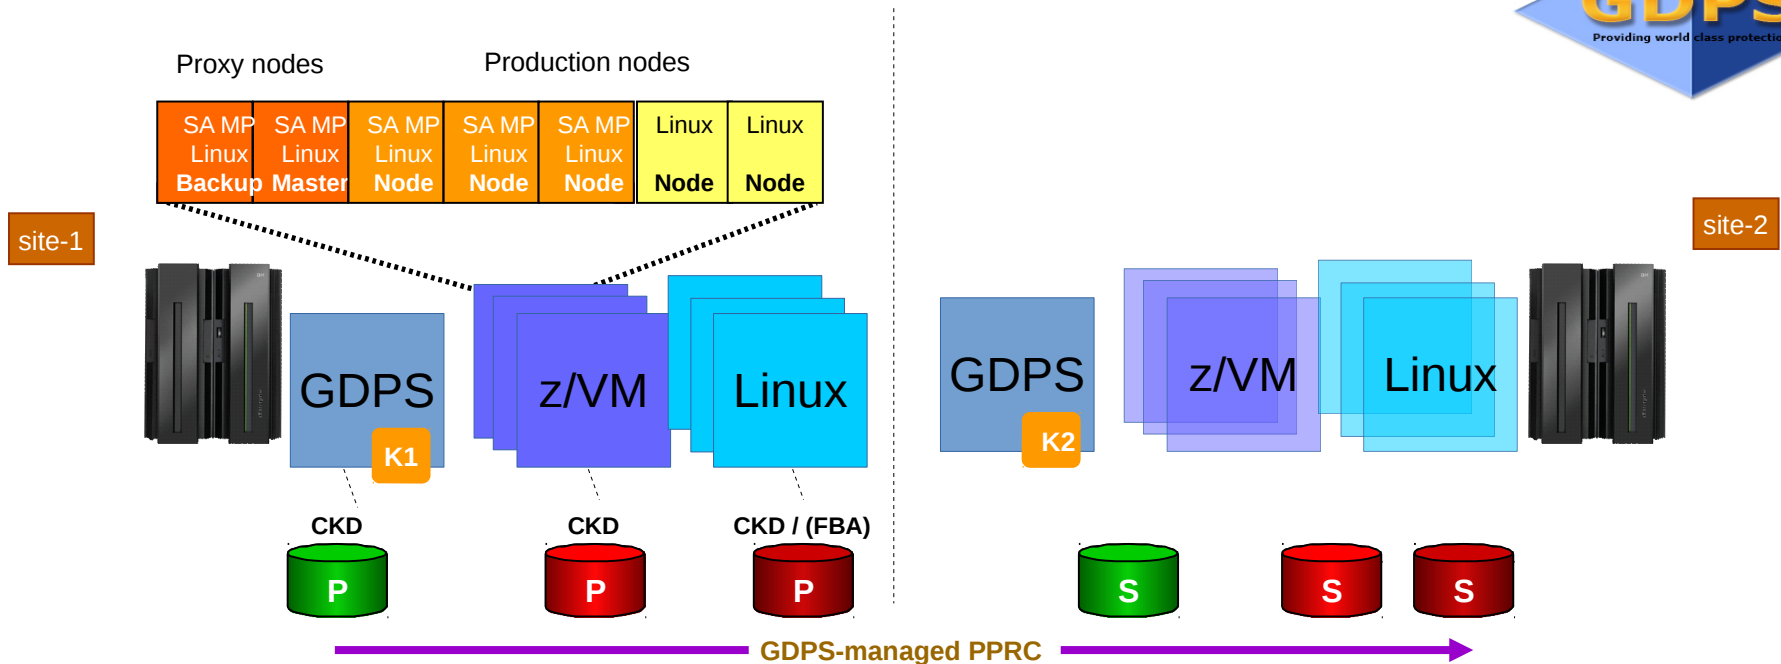 GDPS
Providing world class protection
Proxy nodes
Production nodes
SA MP
Linux
Backup
SA MP
Linux
Master
SA MP
Linux
Node
SA MP
Linux
Node
SA MP
Linux
Node
Linux
Node
Linux
Node
site-1
site-2
GDPS
K1
z/VM
Linux
GDPS
K2
z/VM
Linux
CKD
CKD
CKD / (FBA)
P
P
P
S
S
S
GDPS-managed PPRC